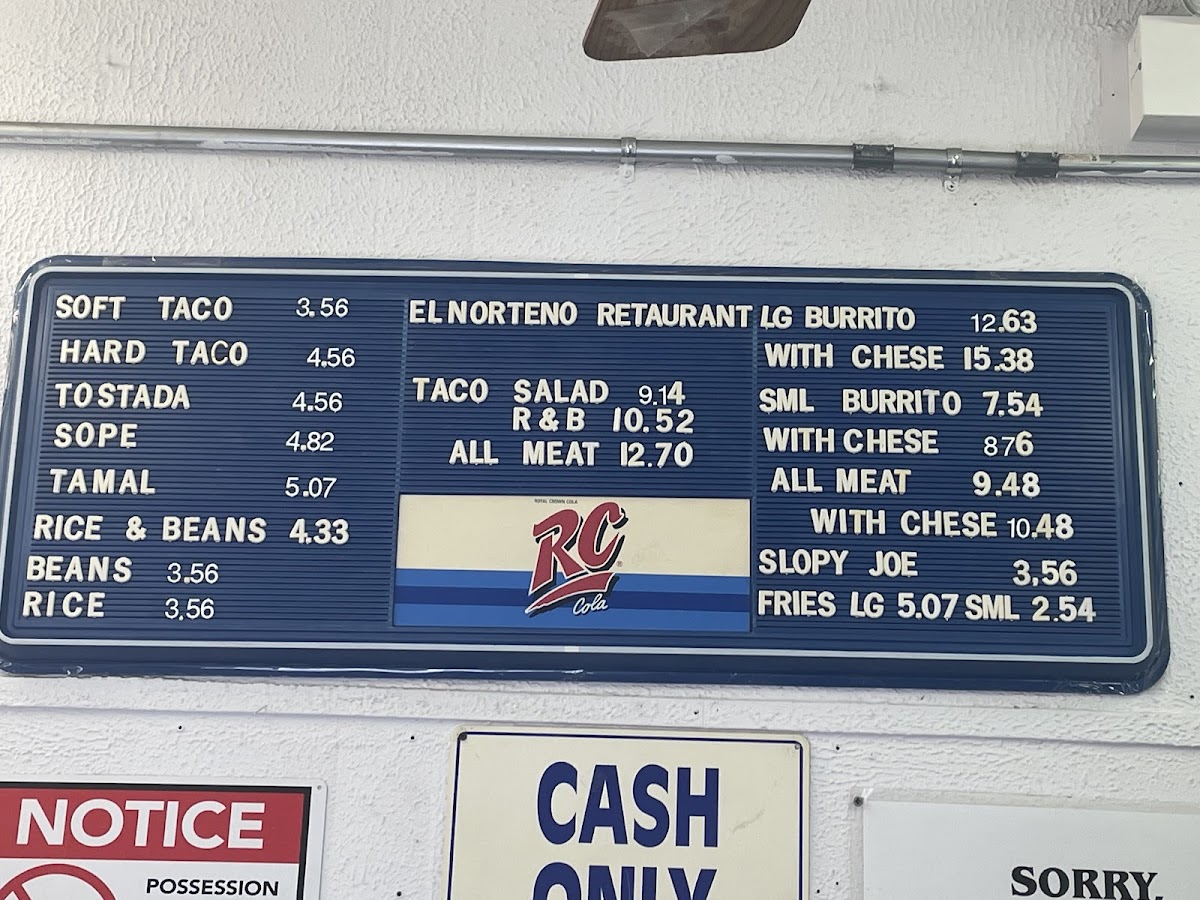 SOFT TACO 3.56
HARD TACO 4.56
TOSTADA 4.56
SOPE 4.82
TAMAL 5.07
RICE & BEANS 4.33
BEANS 3.56
RICE 3,56
EL NORTENO RETAURANT
TACO SALAD 9.14
R&B 10.52
ALL MEAT 12.70
ROYAL CROWN COLA
RC®
Cola
LG BURRITO 12.63
WITH CHESE 15.38
SML BURRITO 7.54
WITH CHESE 876
ALL MEAT 9.48
WITH CHESE 10.48
SLOPY JOE 3,56
FRIES LG 5.07 SML 2.54
NOTICE
POSSESSION
CASH
ONLY
SORRY,